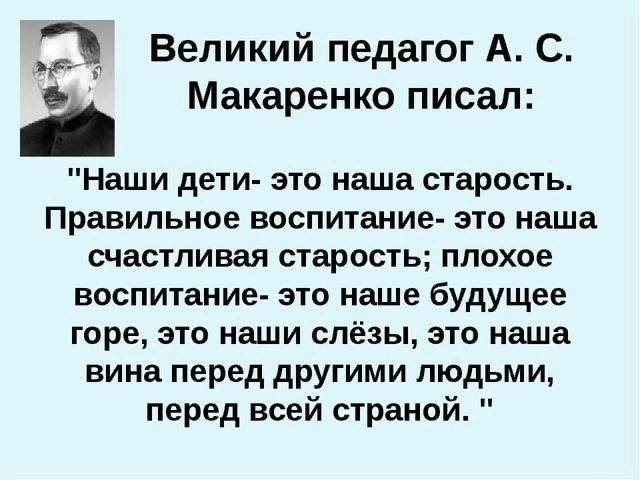 Великий педагог А. С.
Макаренко писал:
"Наши дети- это наша старость.
Правильное воспитание- это наша
счастливая старость; плохое
воспитание- это наше будущее
горе, это наши слёзы, это наша
вина перед другими людьми,
перед всей страной. "